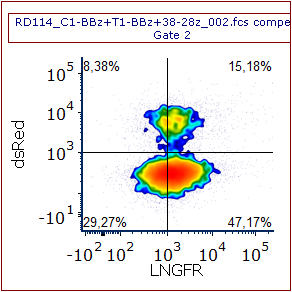 RD114_C1-BBz+T1-BBz+38-28z_002.fcs compe
Gate 2
8,38%
15,18%
10^5
10^4
dsRed
10^3
-10^1
29,27%
47,17%
-10^2 10^2 10^3 10^4 10^5
LNGFR